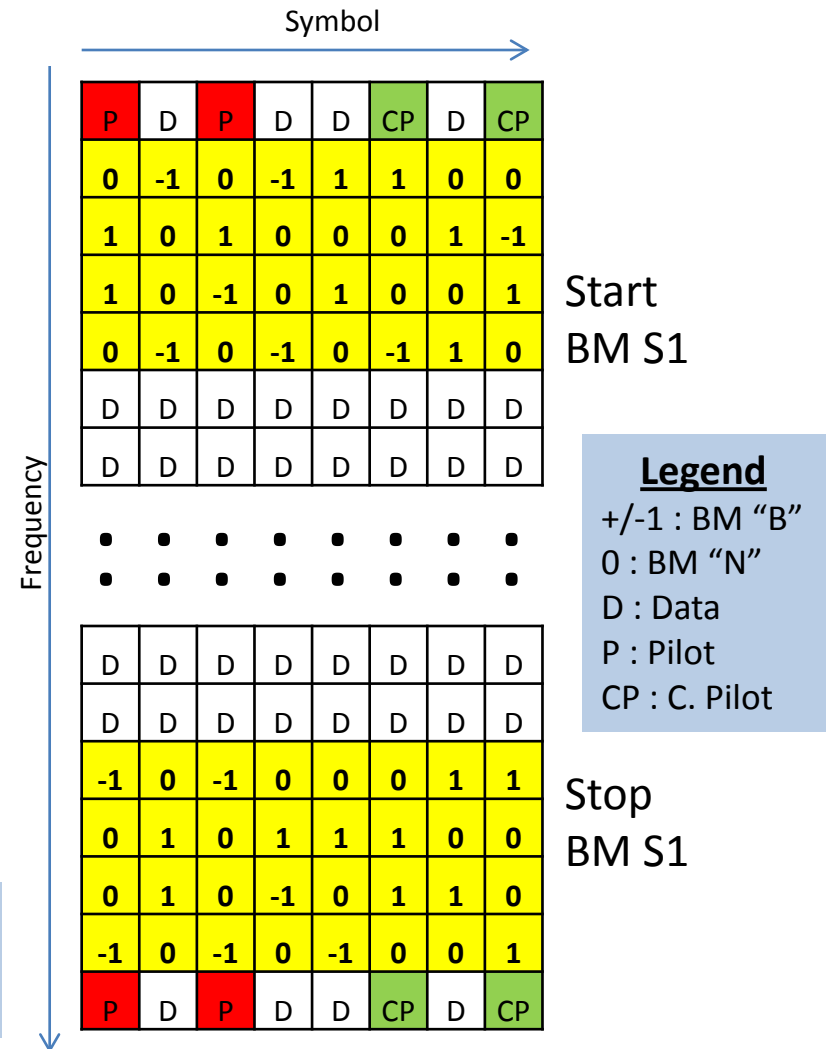 Symbol
Frequency
P D P D D CP D CP
0 -1 0 -1 1 1 0 0
1 0 1 0 0 0 1 -1
1 0 -1 0 1 0 0 1
0 -1 0 -1 0 -1 1 0
D D D D D D D D
D D D D D D D D
Start
BM S1
Legend
+/-1 : BM “B”
0 : BM “N”
D : Data
P : Pilot
CP : C. Pilot
D D D D D D D D
D D D D D D D D
-1 0 -1 0 0 0 1 1
0 1 0 1 1 1 0 0
0 1 0 -1 0 1 1 0
-1 0 -1 0 -1 0 0 1
P D P D D CP D CP
Stop
BM S1